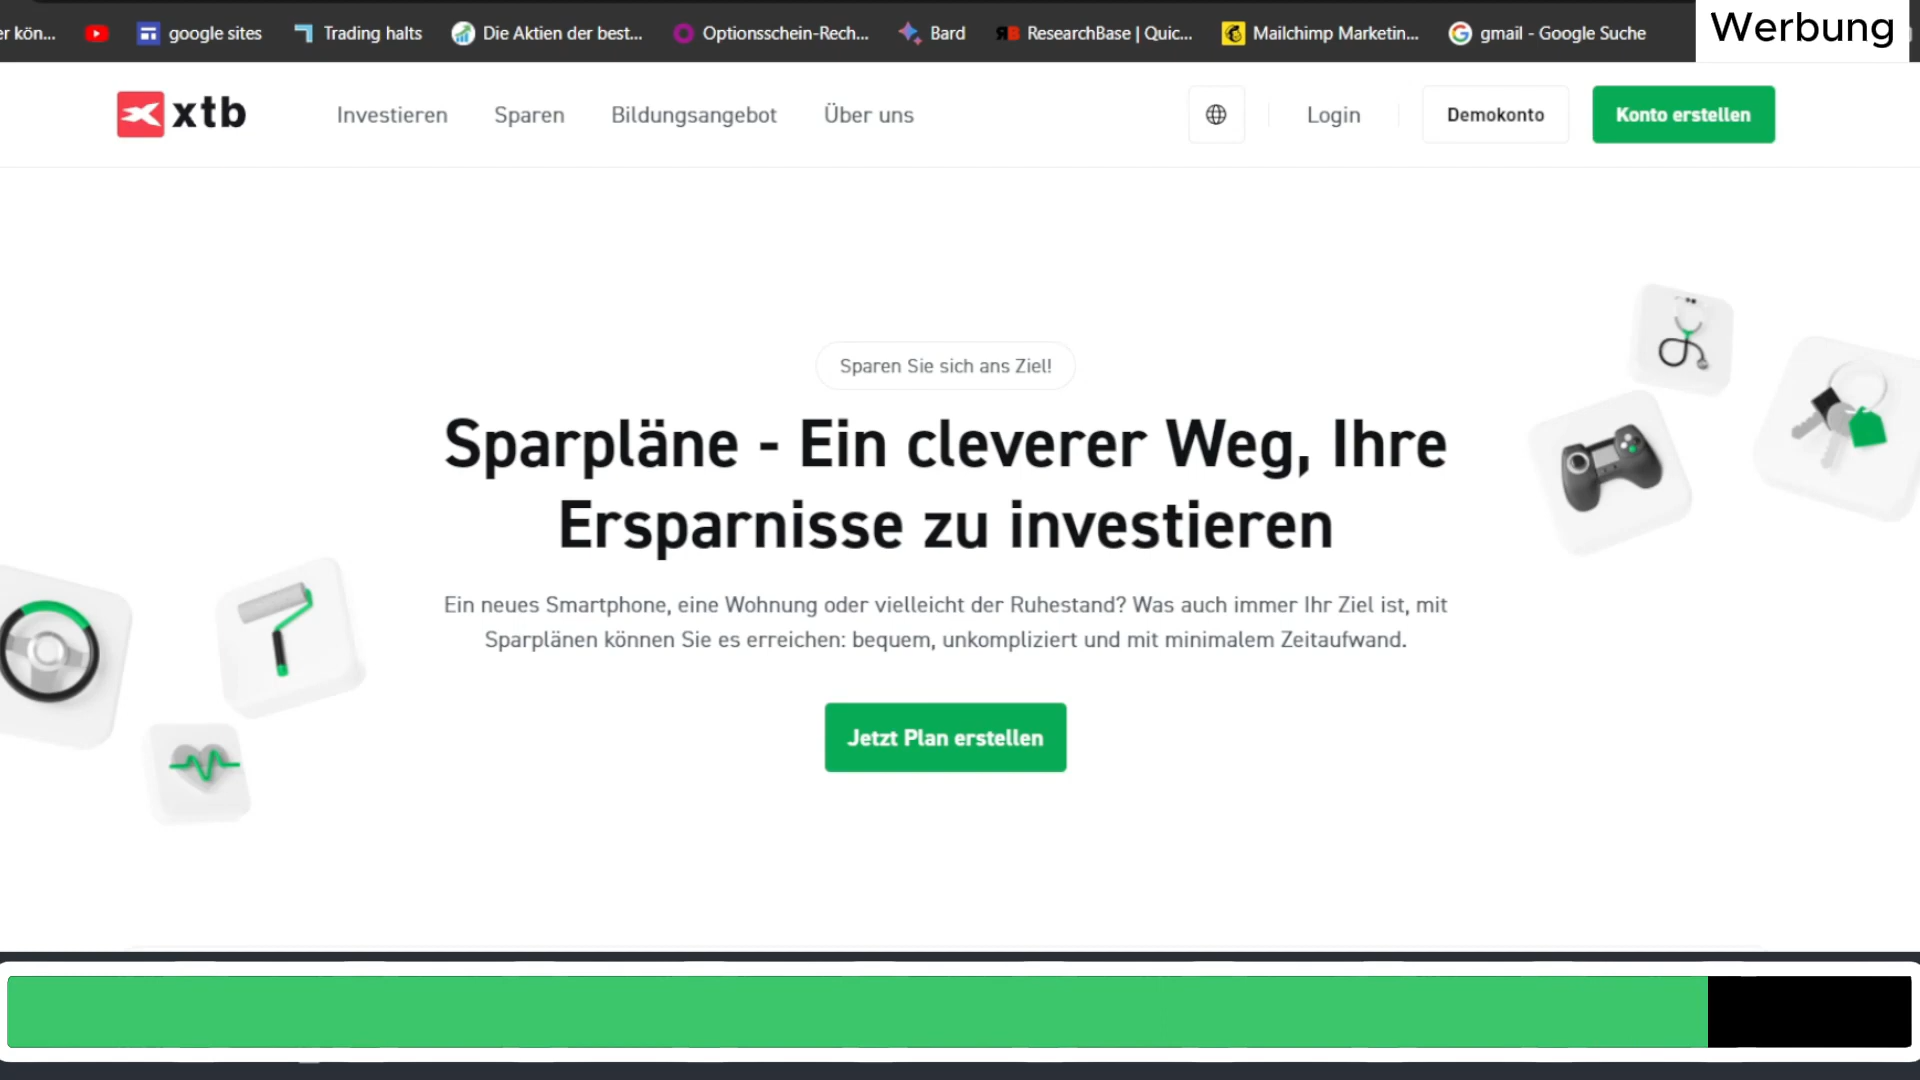 er kön...
google sites
Trading halts
Die Aktien der best...
Optionsschein-Rech...
Bard
ResearchBase | Quic...
Mailchimp Marketin...
gmail - Google Suche
Werbung
xtb
Investieren
Sparen
Bildungsangebot
Über uns
Login
Demokonto
Konto erstellen
Sparen Sie sich ans Ziel!
Sparpläne - Ein cleverer Weg, Ihre
Ersparnisse zu investieren
Ein neues Smartphone, eine Wohnung oder vielleicht der Ruhestand? Was auch immer Ihr Ziel ist, mit
Sparplänen können Sie es erreichen: bequem, unkompliziert und mit minimalem Zeitaufwand.
Jetzt Plan erstellen